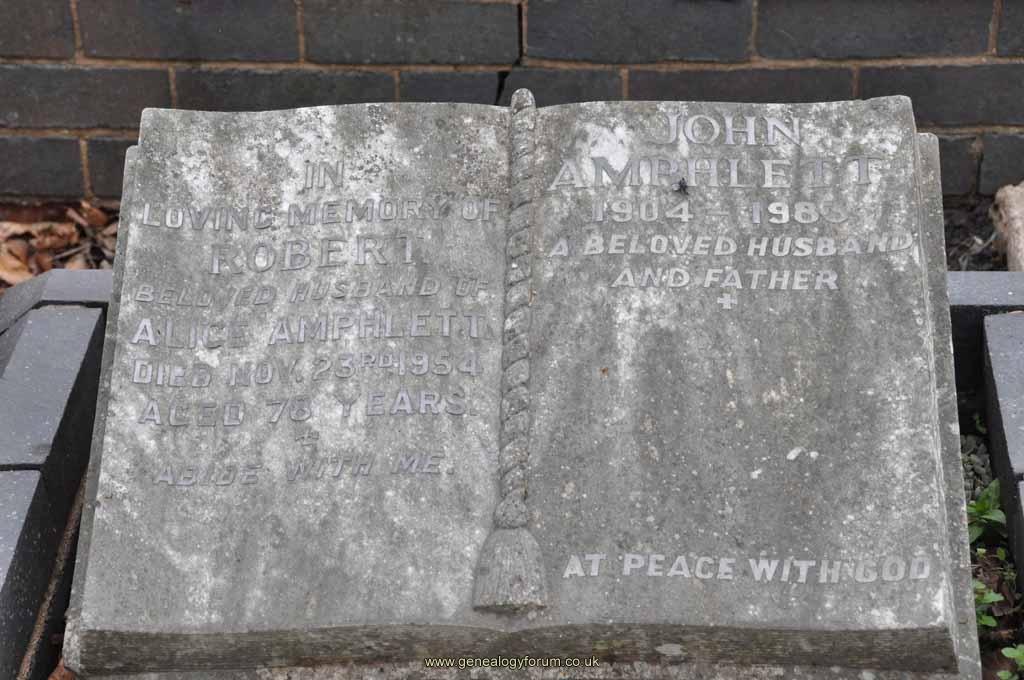 IN
LOVING MEMORY OF
ROBERT
BELOVED HUSBAND OF
ALICE AMPHLETT
DIED NOV. 23RD 1954
AGED 78 YEARS.
ABIDE WITH ME.
JOHN
AMPHLETT
1904 -
A BELOVED HUSBAND
AND FATHER
AT PEACE WITH GOD
www.genealogyforum.co.uk